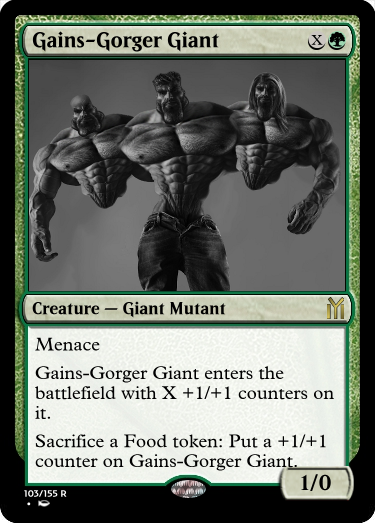 Gains-Gorger Giant X
Creature — Giant Mutant
Menace
Gains-Gorger Giant enters the
battlefield with X +1/+1 counters on
it.
Sacrifice a Food token: Put a +1/+1
counter on Gains-Gorger Giant.
1/0
103/155 R